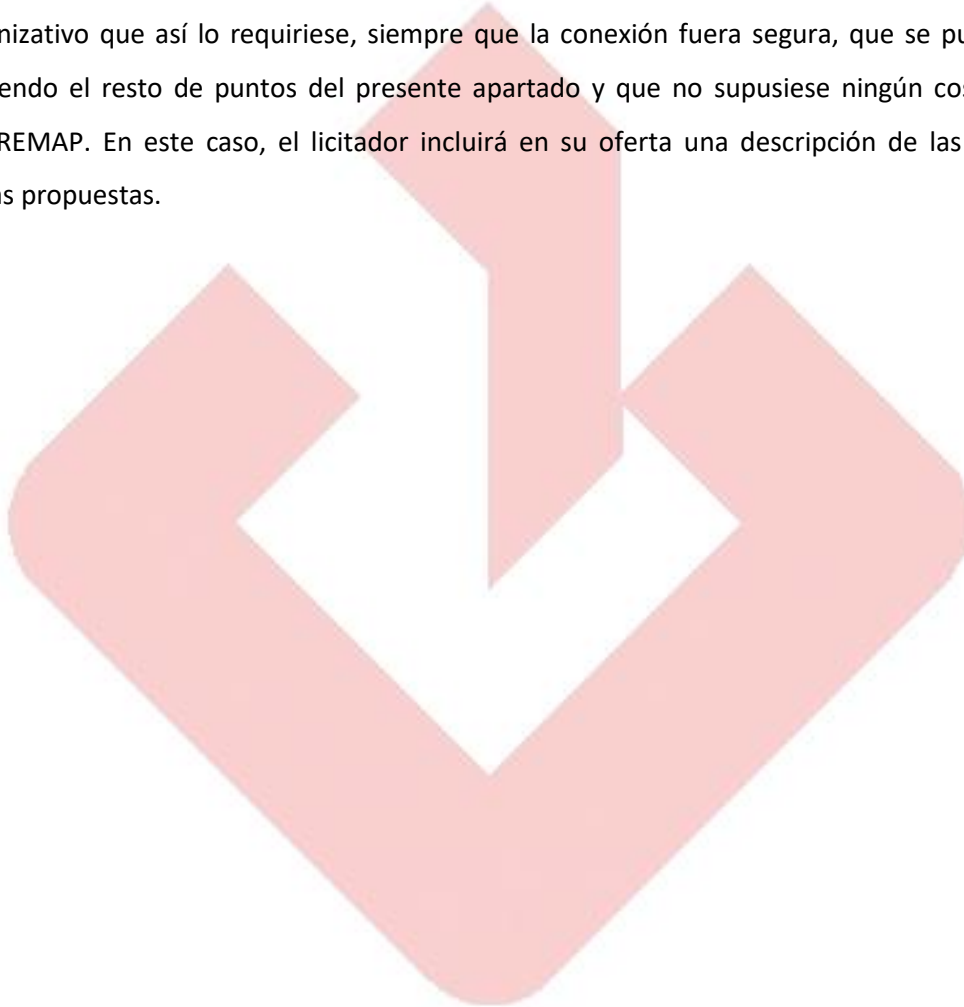 nizativo que así lo requiriese, siempre que la conexión fuera segura, que se pu
endo el resto de puntos del presente apartado y que no supusiese ningún cos
REMAP. En este caso, el licitador incluirá en su oferta una descripción de las
as propuestas.